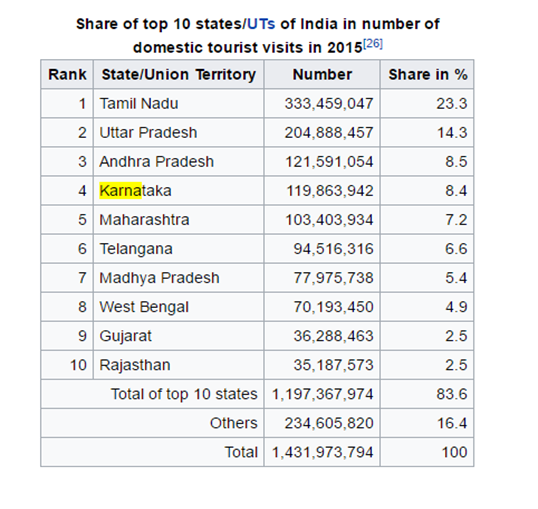 Share of top 10 states/UTs of India in number of
domestic tourist visits in 2015[26]
Rank State/Union Territory Number Share in %
1 Tamil Nadu 333,459,047 23.3
2 Uttar Pradesh 204,888,457 14.3
3 Andhra Pradesh 121,591,054 8.5
4 Karnataka 119,863,942 8.4
5 Maharashtra 103,403,934 7.2
6 Telangana 94,516,316 6.6
7 Madhya Pradesh 77,975,738 5.4
8 West Bengal 70,193,450 4.9
9 Gujarat 36,288,463 2.5
10 Rajasthan 35,187,573 2.5
Total of top 10 states 1,197,367,974 83.6
Others 234,605,820 16.4
Total 1,431,973,794 100